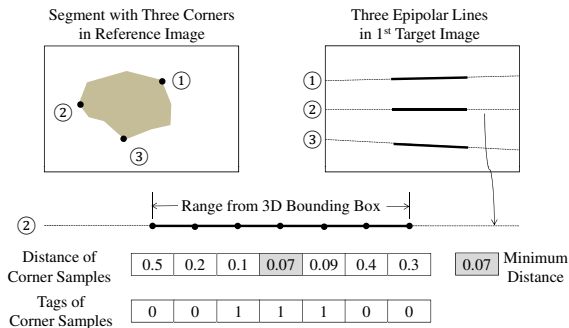 Segment with Three Corners
in Reference Image
Three Epipolar Lines
in 1st Target Image
①
②
③
①
②
③
Range from 3D Bounding Box
②
Distance of
Corner Samples
0.5 0.2 0.1 0.07 0.09 0.4 0.3
0.07
Minimum
Distance
Tags of
Corner Samples
0 0 1 1 1 0 0